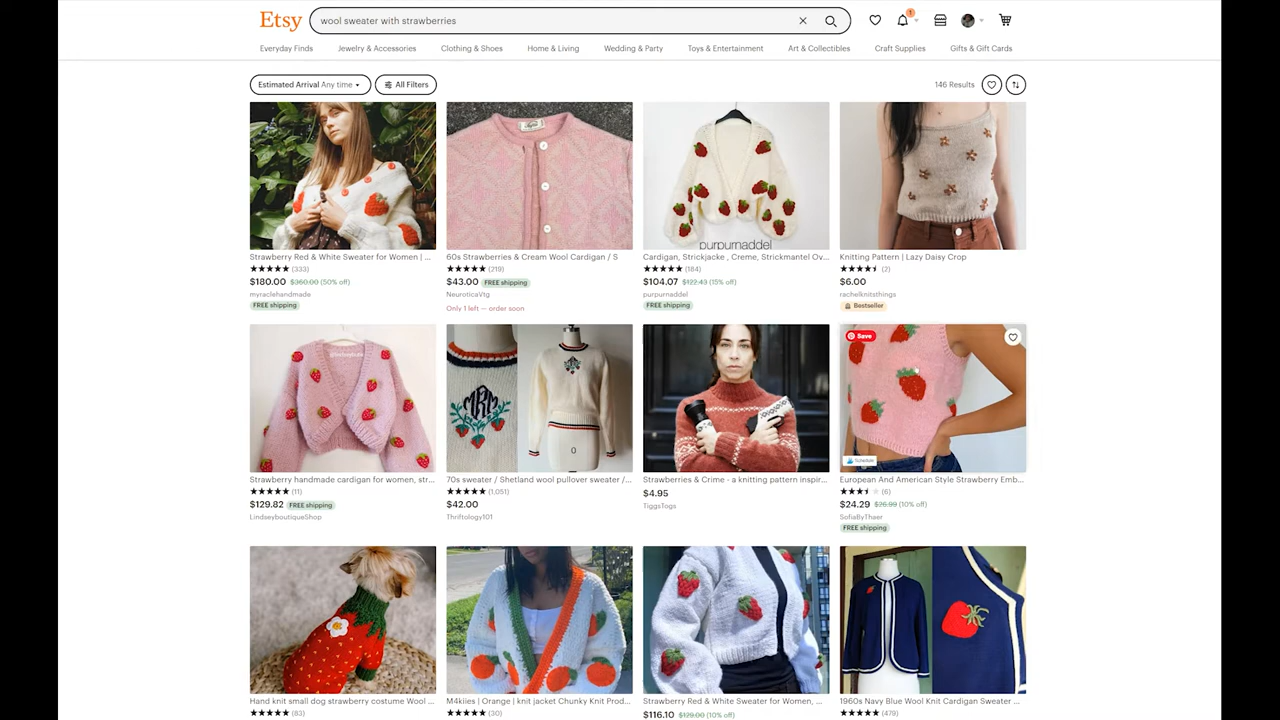 Etsy
wool sweater with strawberries
1
Everyday Finds
Jewelry & Accessories
Clothing & Shoes
Home & Living
Wedding & Party
Toys & Entertainment
Art & Collectibles
Craft Supplies
Gifts & Gift Cards
Estimated Arrival Any time
All Filters
146 Results
purpurnaddel
Strawberry Red & White Sweater for Women | ...
(333)
$180.00 $360.00 (50% off)
myraclehandmade
FREE shipping
60s Strawberries & Cream Wool Cardigan / S
(219)
$43.00 FREE shipping
NeuroticaVtg
Only 1 left — order soon
Cardigan, Strickjacke , Creme, Strickmantel Ov...
(184)
$104.07 $122.43 (15% off)
purpurnaddel
FREE shipping
Knitting Pattern | Lazy Daisy Crop
(2)
$6.00
rachelknitsthings
Bestseller
MRM
0
Save
Schedule
Strawberry handmade cardigan for women, str...
(11)
$129.82 FREE shipping
LindseyboutiqueShop
70s sweater / Shetland wool pullover sweater /...
(1,051)
$42.00
Thriftology101
Strawberries & Crime - a knitting pattern inspir...
$4.95
TiggsTogs
European And American Style Strawberry Emb...
(6)
$24.29 $26.99 (10% off)
SofiaByThaer
FREE shipping
Hand knit small dog strawberry costume Wool ...
(83)
M4kiies | Orange | knit jacket Chunky Knit Prod...
(30)
Strawberry Red & White Sweater for Women, ...
$116.10 $129.00 (10% off)
1960s Navy Blue Wool Knit Cardigan Sweater ...
(479)